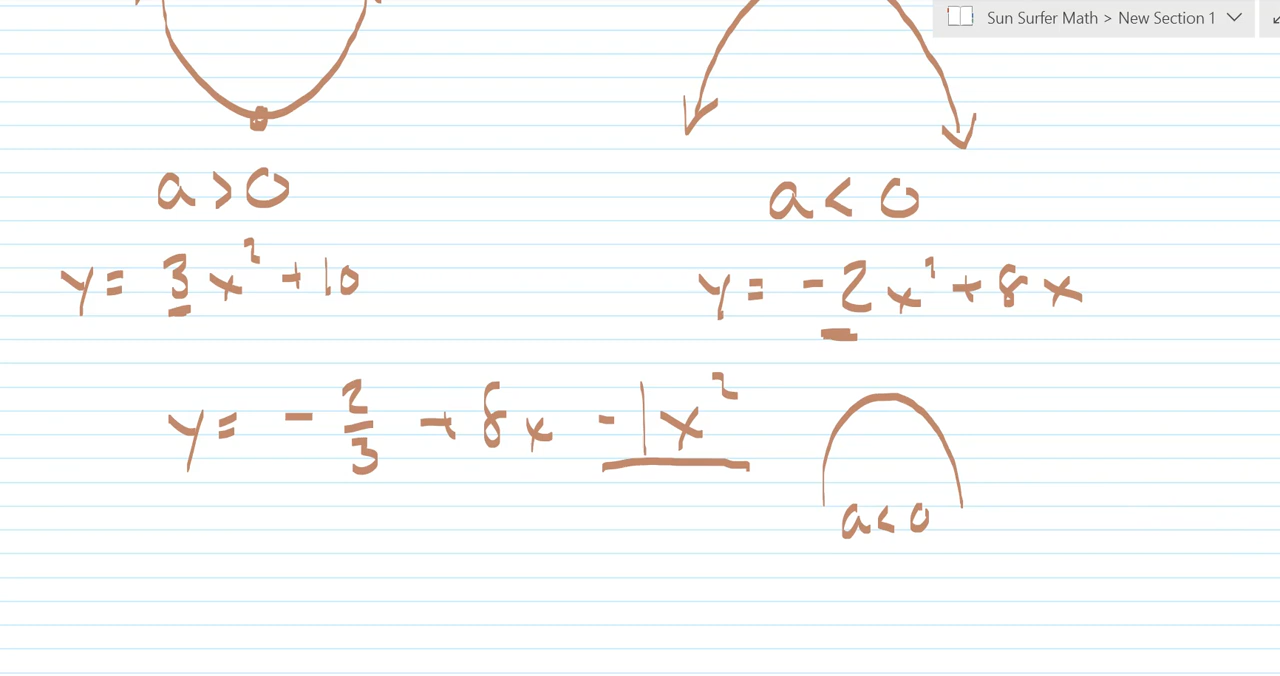 Sun Surfer Math > New Section 1
a > 0
a < 0
y = 3x² + 10
y = -2x² + 8x
y = - 2/3 + 8x - 1x²
a < 0